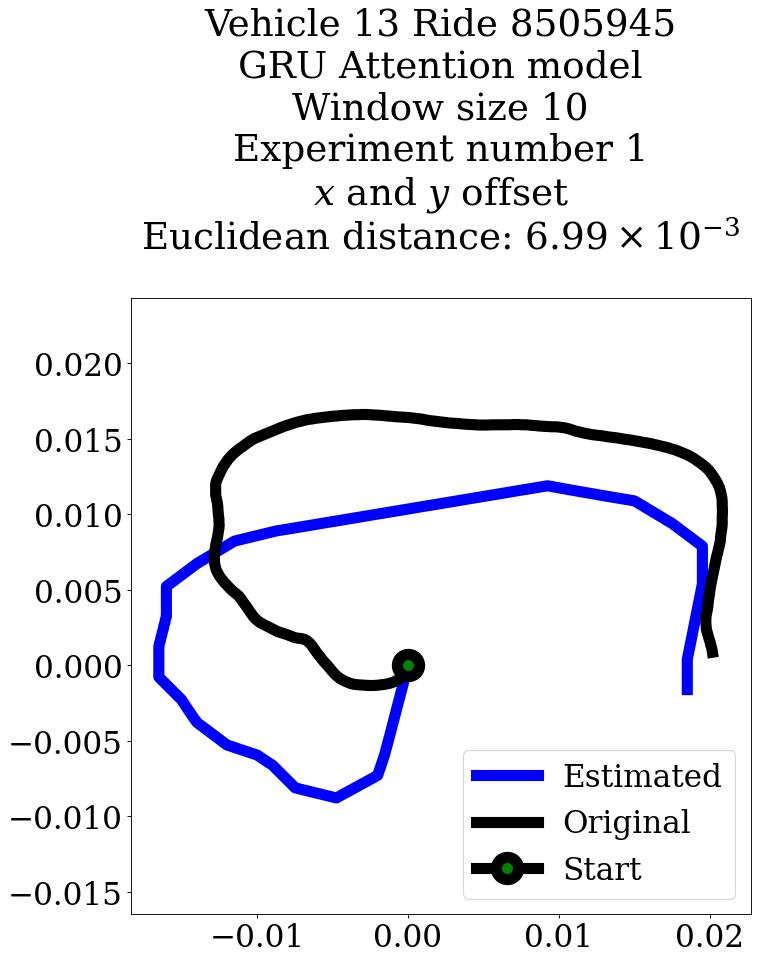 Vehicle 13 Ride 8505945
GRU Attention model
Window size 10
Experiment number 1
x and y offset
Euclidean distance: 6.99 × 10⁻³
0.020
0.015
0.010
0.005
0.000
−0.005
−0.010
−0.015
−0.01 0.00 0.01 0.02
Estimated
Original
Start